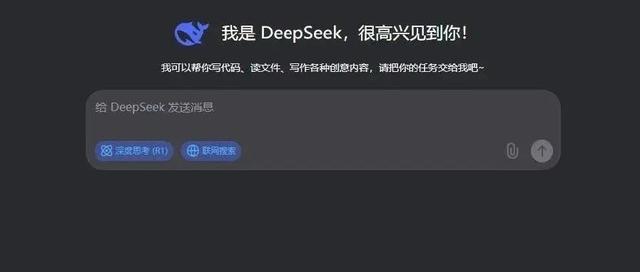 我是 DeepSeek，很高兴见到你！
我可以帮你写代码、读文件、写作各种创意内容，请把你的任务交给我吧~
给 DeepSeek 发送消息
深度思考 (R1) 联网搜索